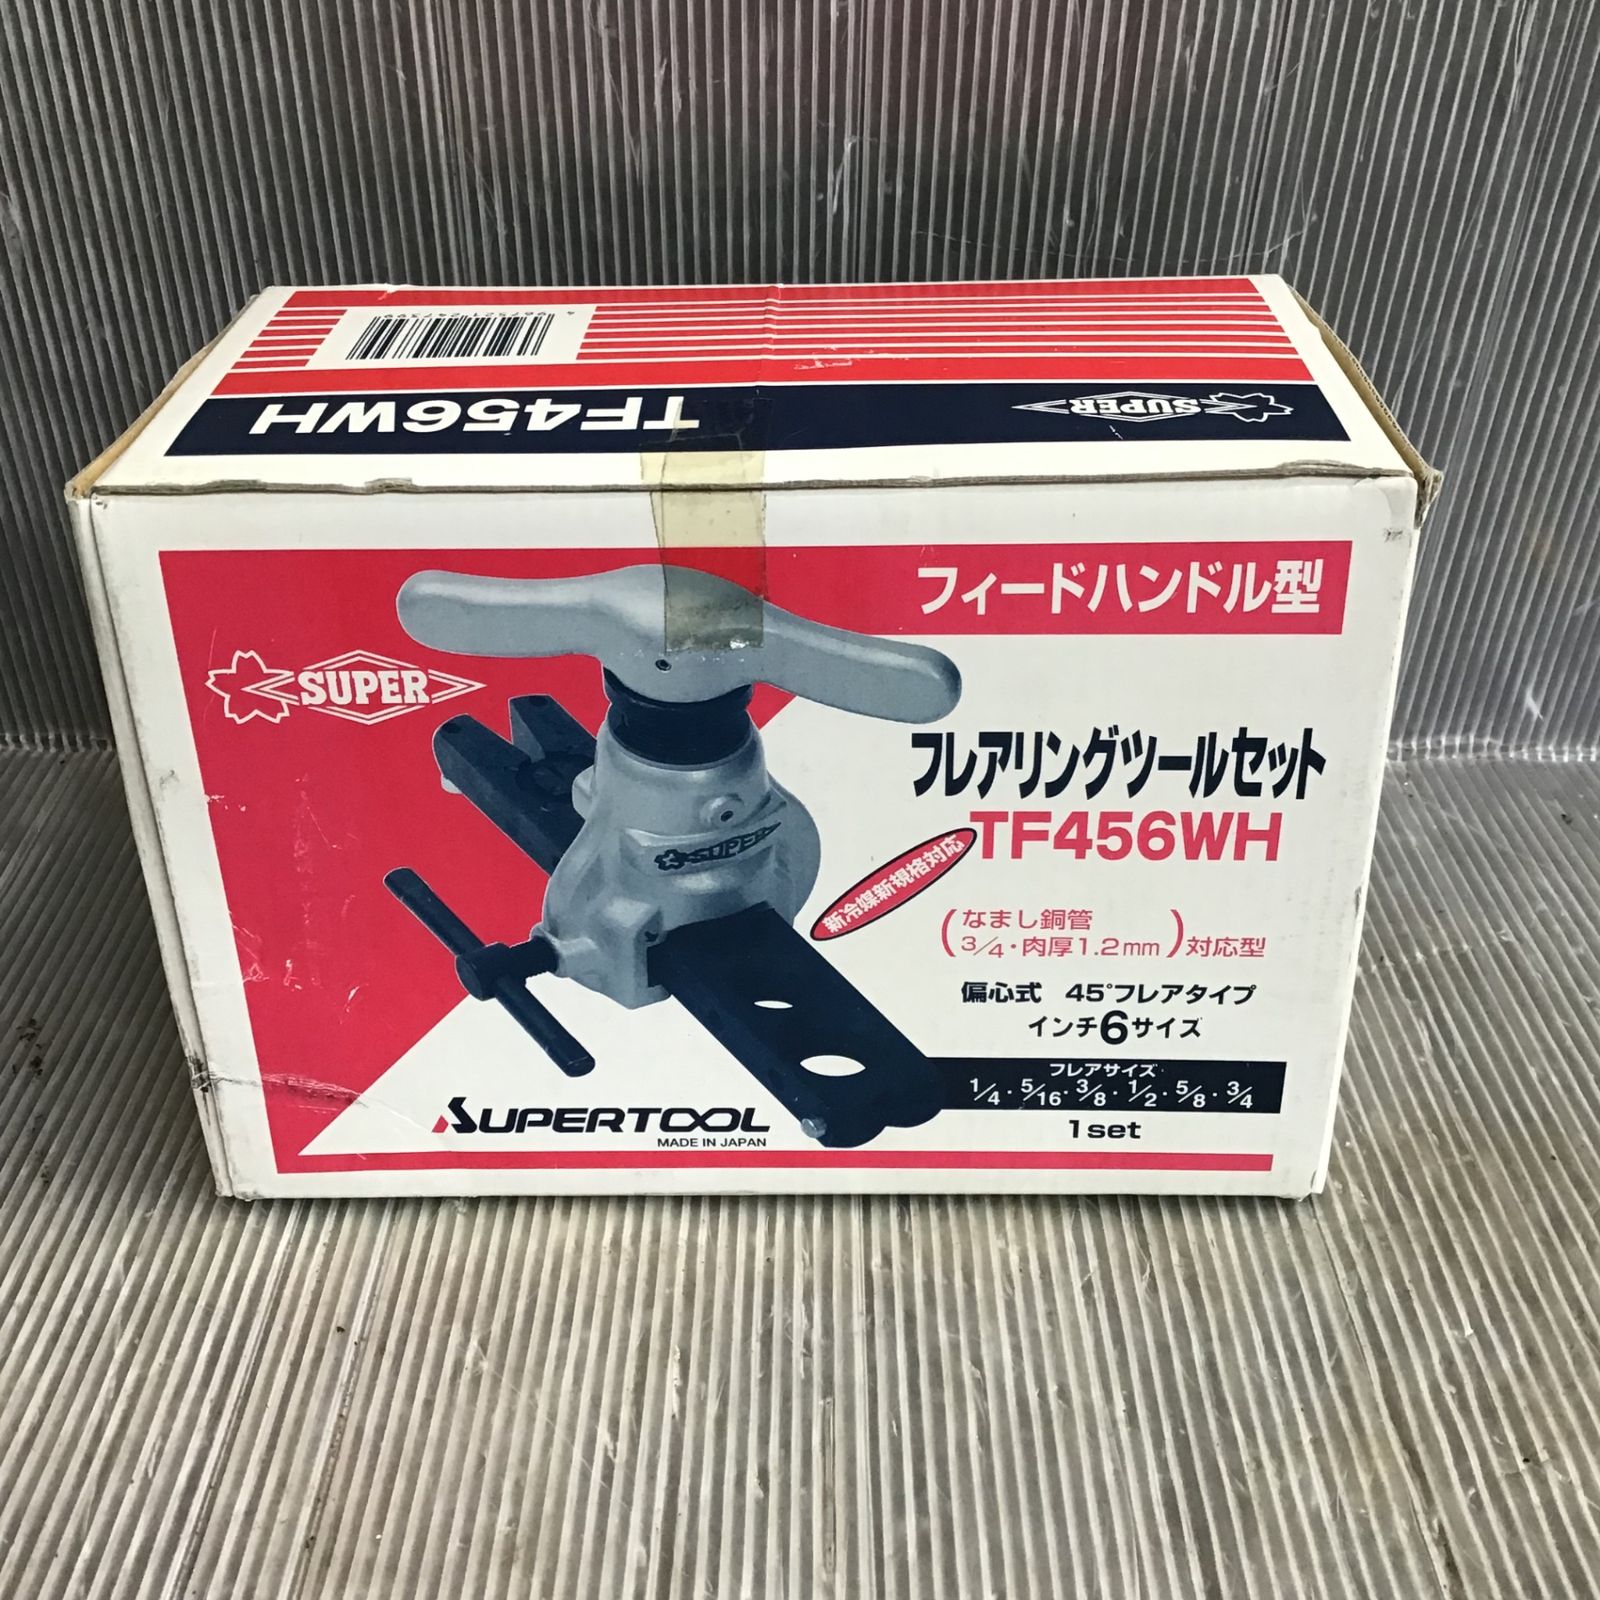 4 967521 247399
TF456WH
SUPER
フィードハンドル型
SUPER
フレアリングツールセット
TF456WH
SUPER
新冷媒新規格対応
(なまし銅管
3/4・肉厚1.2mm)対応型
偏心式 45°フレアタイプ
インチ6サイズ
フレアサイズ
1/4・5/16・3/8・1/2・5/8・3/4
1set
SUPERTOOL
MADE IN JAPAN